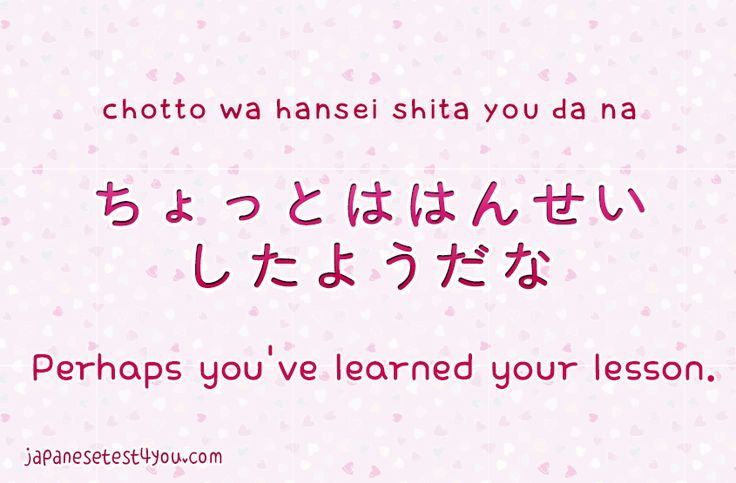 chotto wa hansei shita you da na
ちょっとははんせい
したようだな
Perhaps you've learned your lesson.
japanesetest4you.com